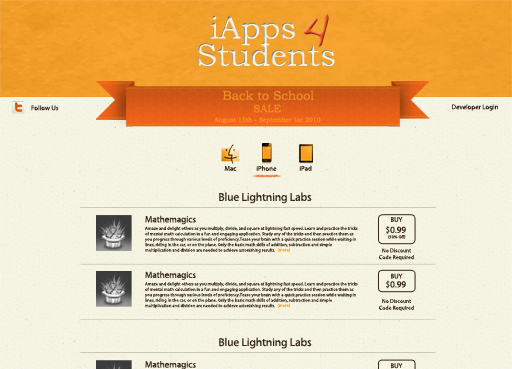 iApps 4
Students
Back to School
SALE
August 15th - September 1st 2010
Follow Us
Developer Login
Mac
iPhone
iPad
Blue Lightning Labs
Mathemagics
Amaze and delight others as you multiply, divide, and square at lightning fast speed. Learn and practice the tricks
of mental math calculation in a fun and engaging application. Study any of the tricks and then practice them as
you progress through various levels of proficiency. Tease your brain with a quick practice session while waiting in
lines, riding in the car, or on the plane. Only the basic math skills of addition, subtraction and simple
multiplication and division are needed to achieve astonishing results. (more)
BUY
$0.99
(50% Off)
No Discount
Code Required
Mathemagics
Amaze and delight others as you multiply, divide, and square at lightning fast speed. Learn and practice the tricks
of mental math calculation in a fun and engaging application. Study any of the tricks and then practice them as
you progress through various levels of proficiency. Tease your brain with a quick practice session while waiting in
lines, riding in the car, or on the plane. Only the basic math skills of addition, subtraction and simple
multiplication and division are needed to achieve astonishing results. (more)
BUY
$0.99
No Discount
Code Required
Blue Lightning Labs
Mathemagics
BUY